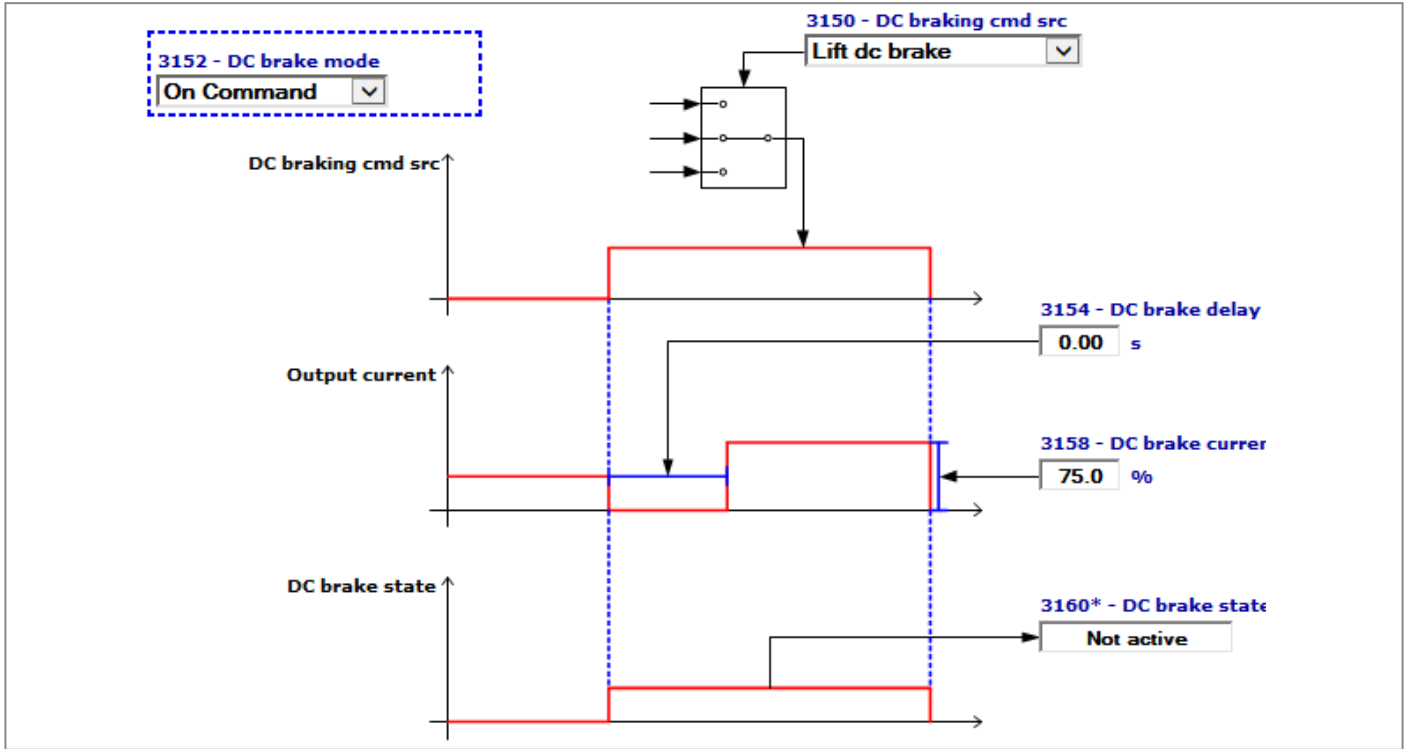 3150 - DC braking cmd src
Lift dc brake
3152 - DC brake mode
On Command
DC braking cmd src
3154 - DC brake delay
0.00 s
Output current
3158 - DC brake curren
75.0 %
DC brake state
3160* - DC brake state
Not active